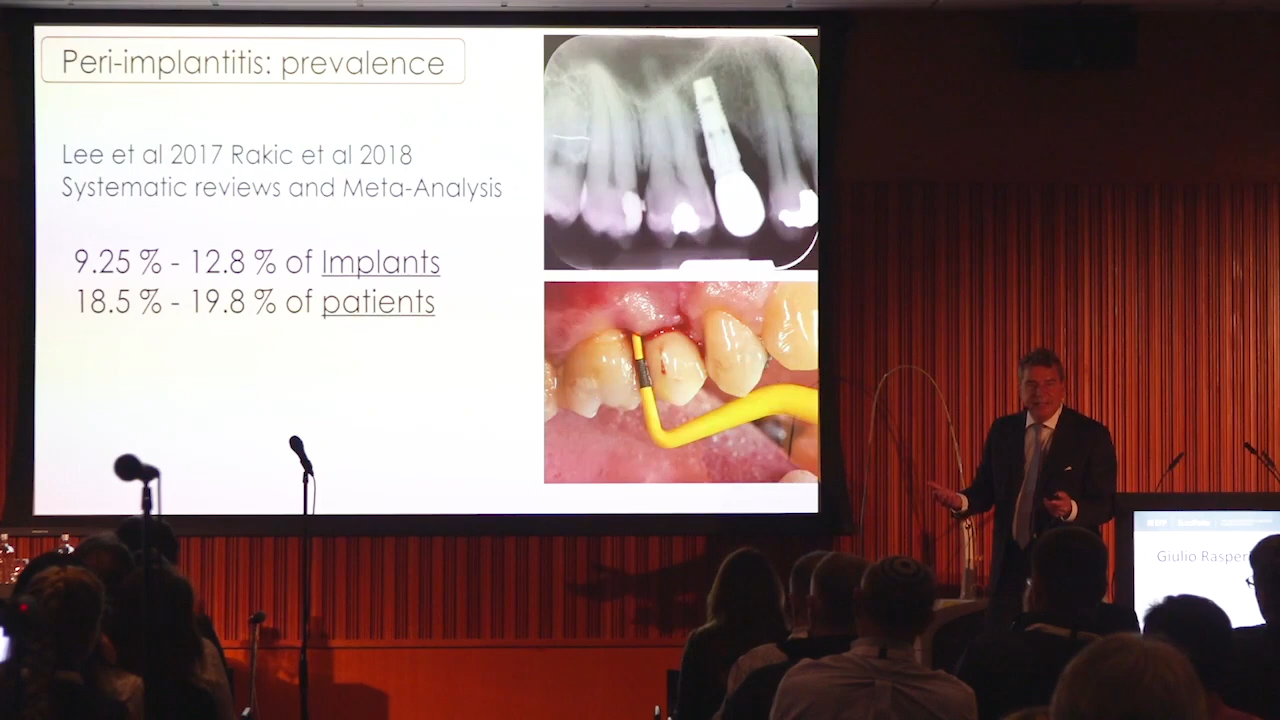 Peri-implantitis: prevalence
Lee et al 2017 Rakic et al 2018
Systematic reviews and Meta-Analysis
9.25 % - 12.8 % of Implants
18.5 % - 19.8 % of patients
Giulio Rasper